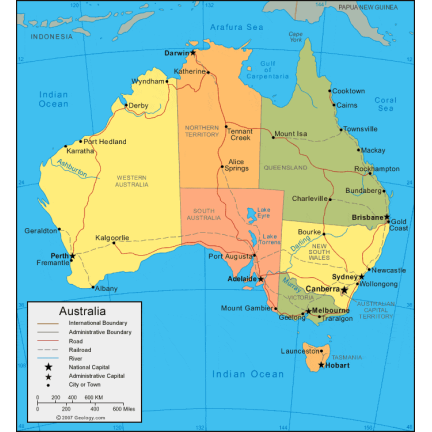 120
132
144
Arafura Sea
PAPUA NEW GUINEA
INDONESIA
Cape
York
Darwin
Katherine
Gulf
of
Carpentaria
Wyndham
Indian
Ocean
Derby
Cooktown
Cairns
Coral
Sea
Port Hedland
Karratha
NORTHERN
TERRITORY
Tennant
Creek
Mount Isa
Townsville
Mackay
Ashburton
WESTERN
AUSTRALIA
Alice
Springs
QUEENSLAND
Rockhampton
Bundaberg
SOUTH
AUSTRALIA
Lake
Eyre
Charleville
Brisbane
Gold
Coast
Geraldton
Kalgoorlie
Lake
Torrens
Bourke
Darling
NEW
SOUTH
WALES
Perth
Fremantle
Port Augusta
Newcastle
Sydney
Wollongong
Albany
Adelaide
Murray
Canberra
AUSTRALIAN
CAPITAL
TERRITORY
VICTORIA
Mount Gambier
Melbourne
Geelong
Traralgon
Launceston
TASMANIA
Hobart
Indian Ocean
Australia
International Boundary
Administrative Boundary
Road
Railroad
River
National Capital
Administrative Capital
City or Town
0 200 400 600 KM
0 200 400 600 Miles
© 2007 Geology.com